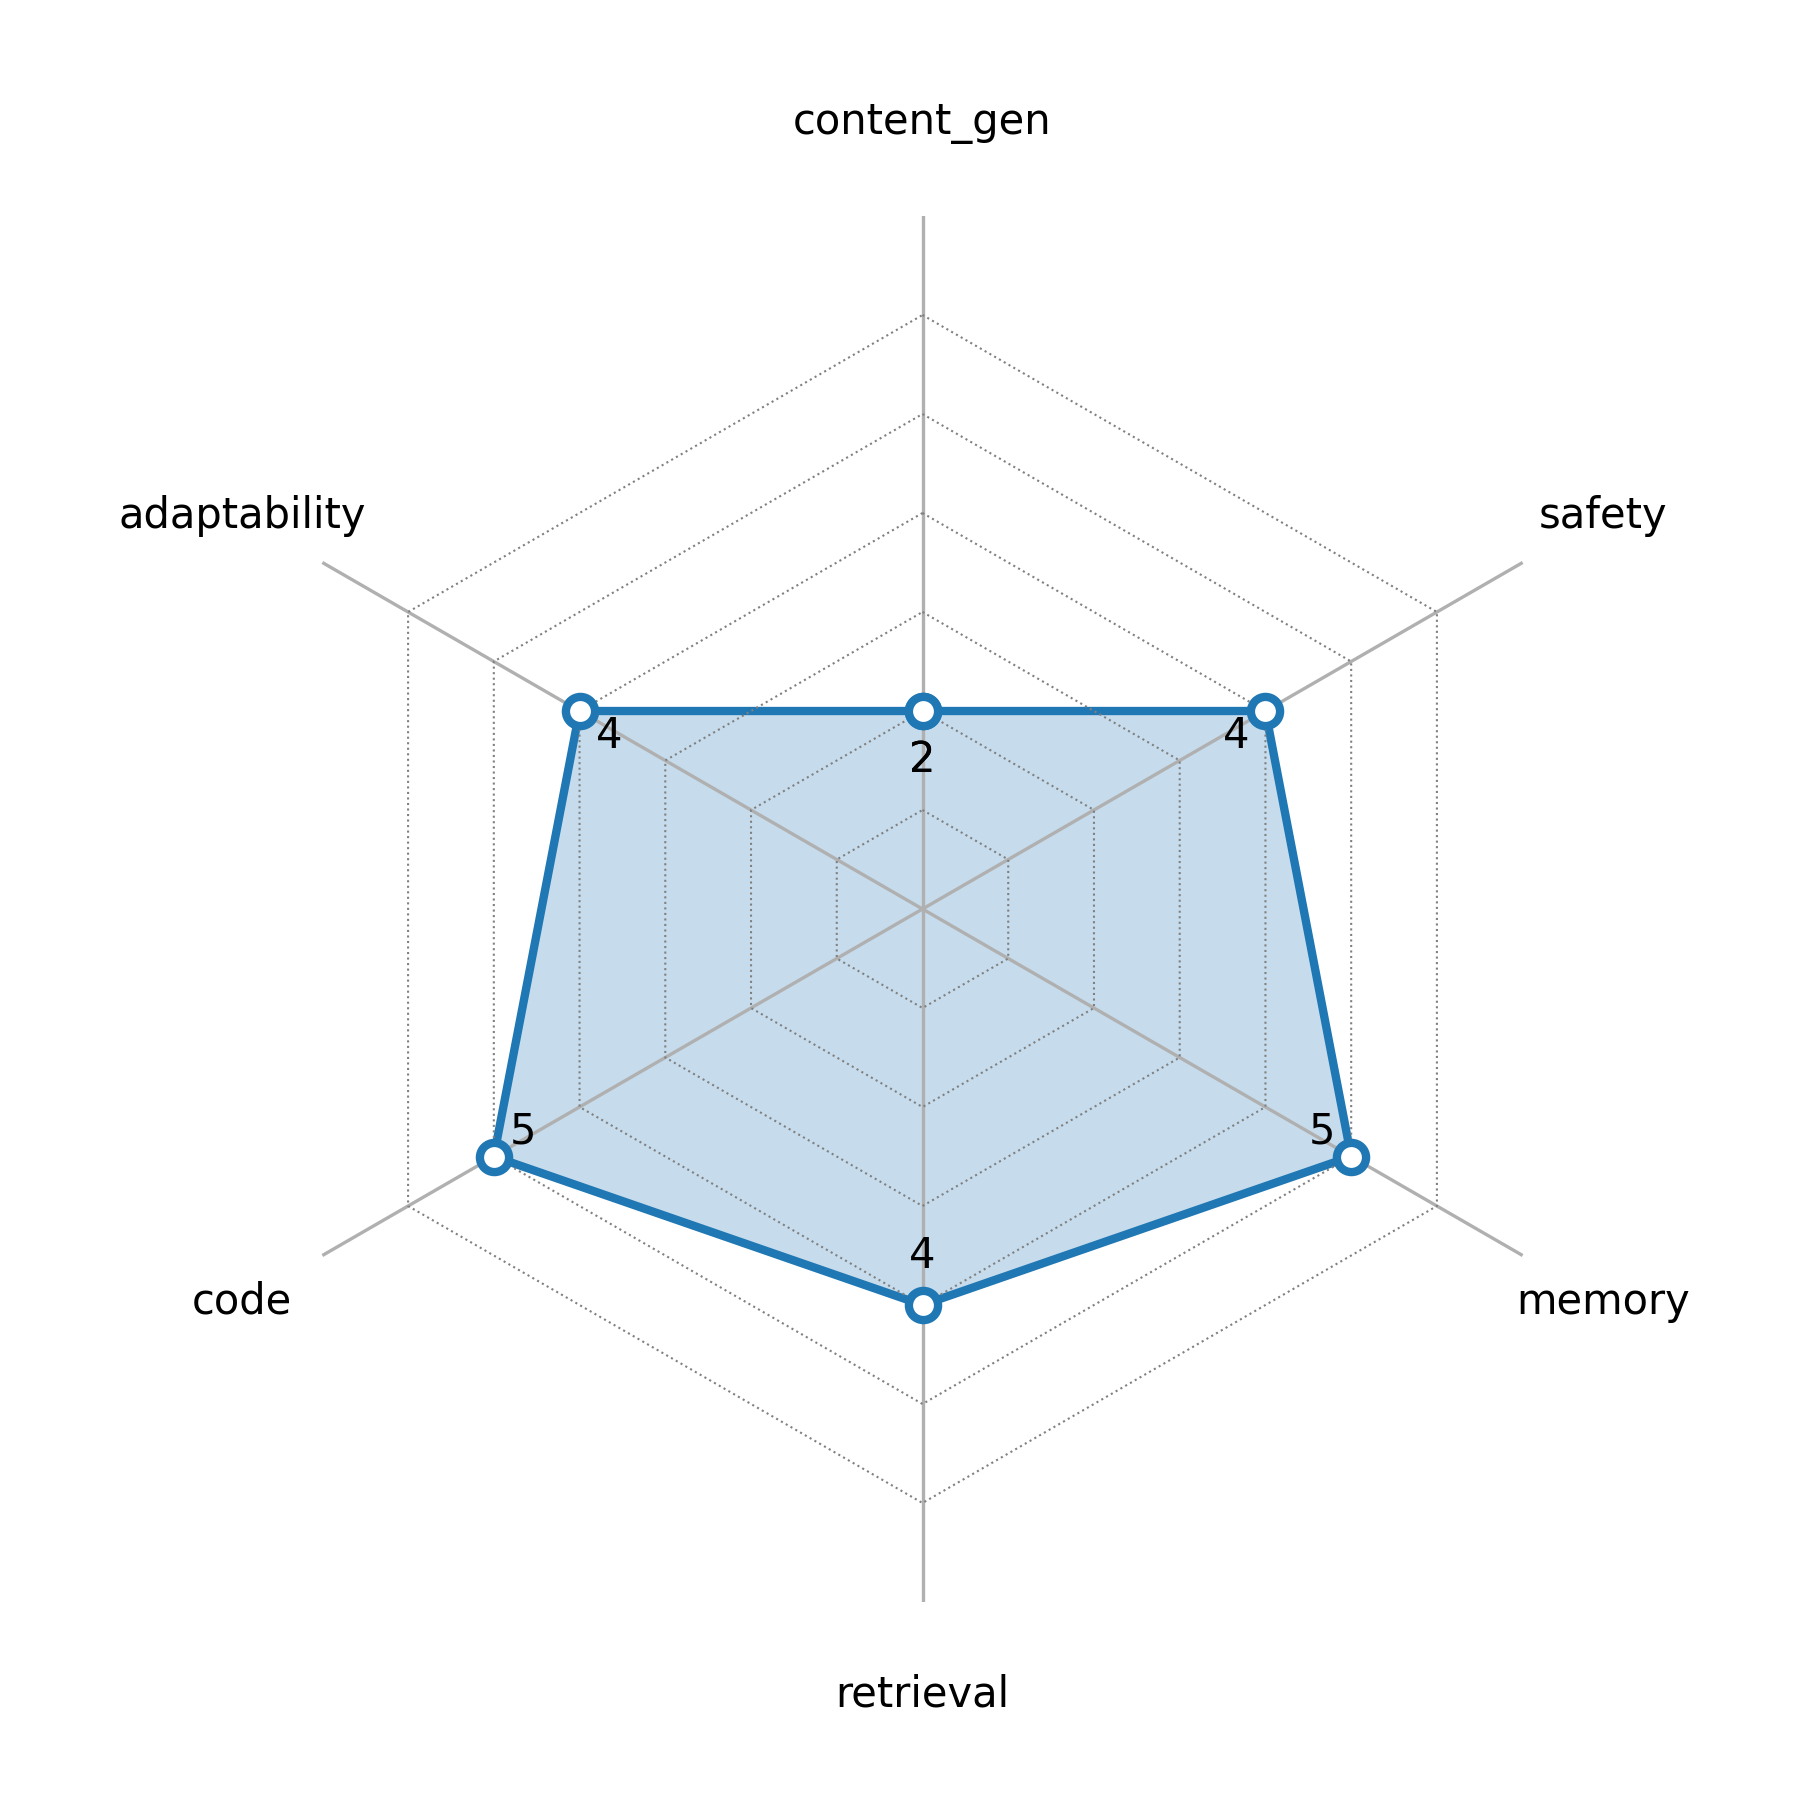 content_gen
adaptability
safety
4
2
4
5
5
4
code
memory
retrieval